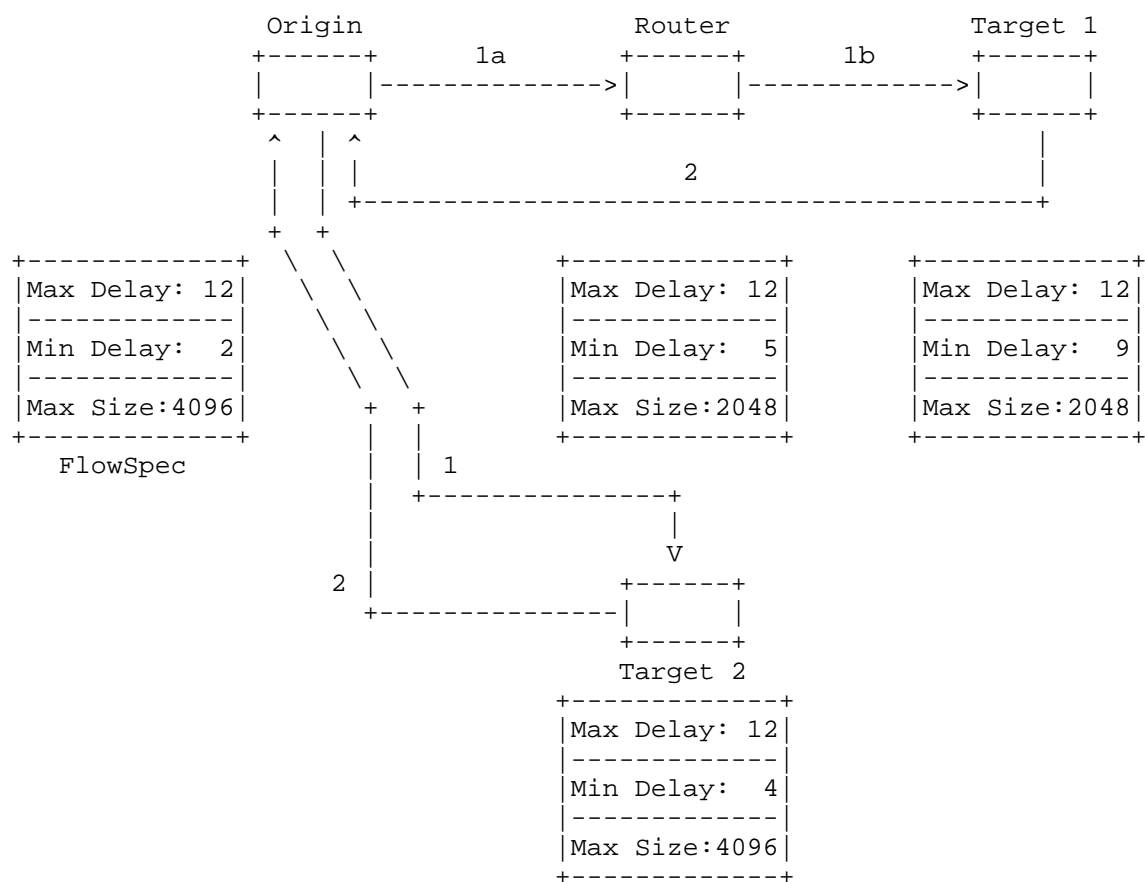 Origin Router Target 1
1a 1b
2
Max Delay: 12 Max Delay: 12 Max Delay: 12
Min Delay: 2 Min Delay: 5 Min Delay: 9
Max Size:4096 Max Size:2048 Max Size:2048
FlowSpec
1
2
Target 2
Max Delay: 12
Min Delay: 4
Max Size:4096